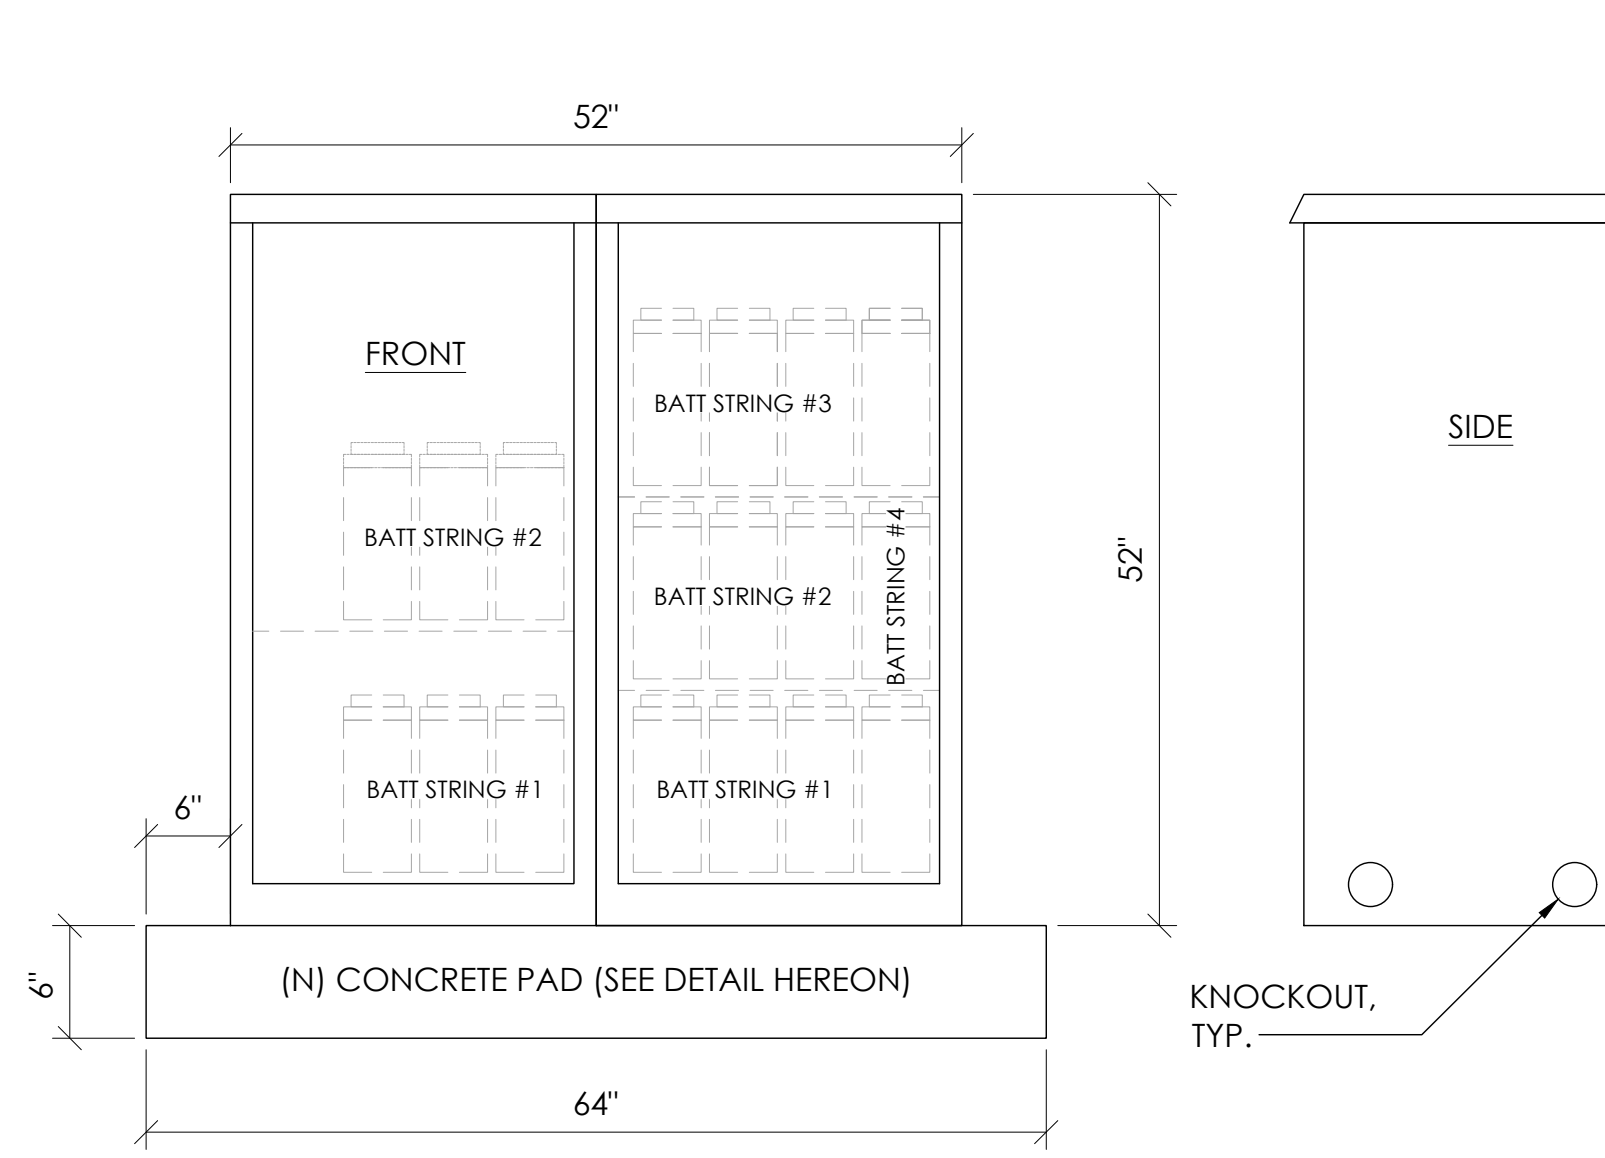 52"
FRONT
BATT STRING #3
SIDE
BATT STRING #2
BATT STRING #2
BATT STRING #4
52"
BATT STRING #1
BATT STRING #1
6"
6"
(N) CONCRETE PAD (SEE DETAIL HEREON)
KNOCKOUT,
TYP.
64"